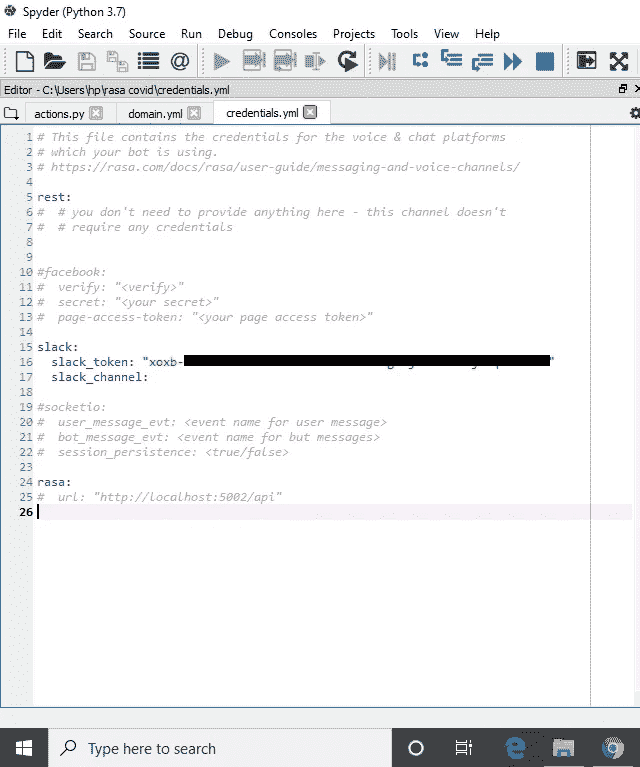 Spyder (Python 3.7)
File Edit Search Source Run Debug Consoles Projects Tools View Help
Editor - C:\Users\hp\rasa covid\credentials.yml
actions.py domain.yml credentials.yml
1 # This file contains the credentials for the voice & chat platforms
2 # which your bot is using.
3 # https://rasa.com/docs/rasa/user-guide/messaging-and-voice-channels/
4
5 rest:
6 #  # you don't need to provide anything here - this channel doesn't
7 #  # require any credentials
8
9
10 #facebook:
11 #  verify: "<verify>"
12 #  secret: "<your secret>"
13 #  page-access-token: "<your page access token>"
14
15 slack:
16   slack_token: "xoxb-"
17   slack_channel:
18
19 #socketio:
20 #  user_message_evt: <event name for user message>
21 #  bot_message_evt: <event name for but messages>
22 #  session_persistence: <true/false>
23
24 rasa:
25 #  url: "http://localhost:5002/api"
26
Type here to search